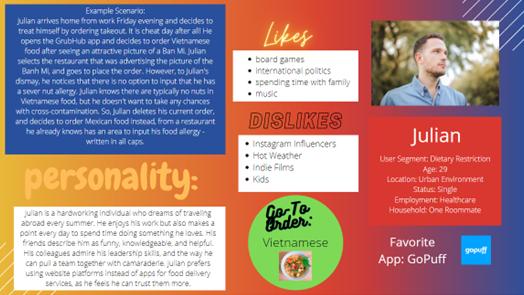 Example Scenario:
Julian arrives home from work Friday evening and decides to
treat himself by ordering takeout. It is cheat day after all! He
opens the GrubHub app and decides to order Vietnamese
food after seeing an attractive picture of a Ban Mi. Julian
selects the restaurant that was advertising the picture of the
Banh Mi, and goes to place the order. However, to Julian's
dismay, he notices that there is no option to input that he has
a sever nut allergy. Julian knows there are typically no nuts in
Vietnamese food, but he doesn't want to take any chances
with cross-contamination. So, Julian deletes his current order,
and decides to order Mexican food instead, from a restaurant
he already knows has an area to input his food allergy -
written in all caps.
personality:
Julian is a hardworking individual who dreams of traveling
abroad every summer. He enjoys his work but also makes a
point every day to spend time doing something he loves. His
friends describe him as funny, knowledgeable, and helpful.
His colleagues admire his leadership skills, and the way he
can pull a team together with camaraderie. Julian prefers
using website platforms instead of apps for food delivery
services, as he feels he can trust them more.
Likes
board games
international politics
spending time with family
music
DISLIKES
Instagram Influencers
Hot Weather
Indie Films
Kids
Go-To
Order:
Vietnamese
Julian
User Segment: Dietary Restriction
Age: 29
Location: Urban Environment
Status: Single
Employment: Healthcare
Household: One Roommate
Favorite
App: GoPuff
gopuff